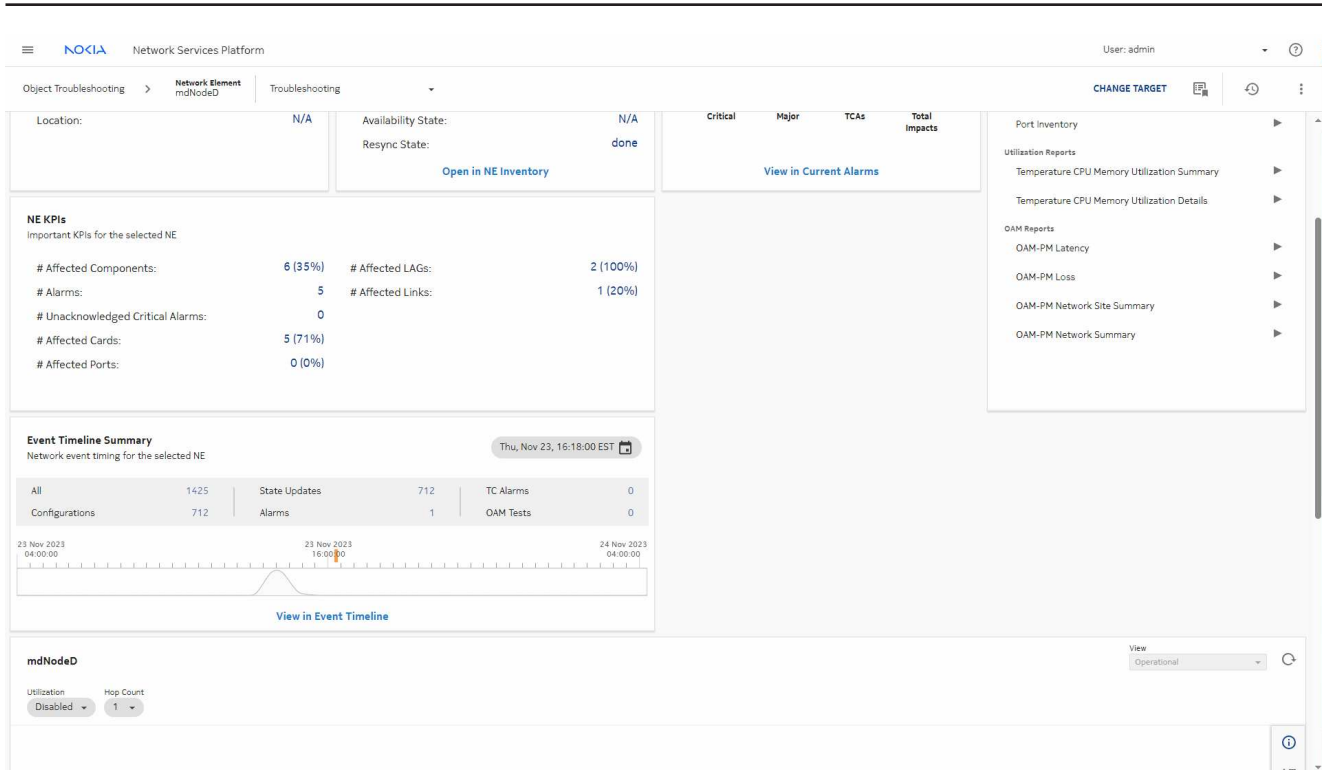 NOKIA Network Services Platform User: admin
Object Troubleshooting > Network Element mdNodeD Troubleshooting CHANGE TARGET
Location: N/A
Availability State: N/A
Resync State: done
Open in NE Inventory
Critical Major TCAs Total Impacts
View in Current Alarms
Port Inventory
Utilization Reports
Temperature CPU Memory Utilization Summary
Temperature CPU Memory Utilization Details
OAM Reports
OAM-PM Latency
OAM-PM Loss
OAM-PM Network Site Summary
OAM-PM Network Summary
NE KPIs
Important KPIs for the selected NE
# Affected Components: 6 (35%) # Affected LAGs: 2 (100%)
# Alarms: 5 # Affected Links: 1 (20%)
# Unacknowledged Critical Alarms: 0
# Affected Cards: 5 (71%)
# Affected Ports: 0 (0%)
Event Timeline Summary
Network event timing for the selected NE
Thu, Nov 23, 16:18:00 EST
All 1425 State Updates 712 TC Alarms 0
Configurations 712 Alarms 1 OAM Tests 0
23 Nov 2023 23 Nov 2023 24 Nov 2023
04:00:00 16:00:00 04:00:00
View in Event Timeline
mdNodeD
View
Operational
Utilization Hop Count
Disabled 1